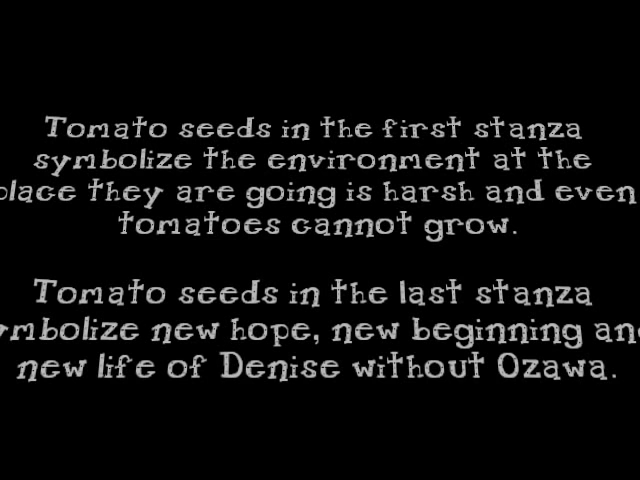 Tomato seeds in the first stanza
symbolize the environment at the
place they are going is harsh and even
tomatoes cannot grow.
Tomato seeds in the last stanza
ymbolize new hope, new beginning and
new life of Denise without Ozawa.